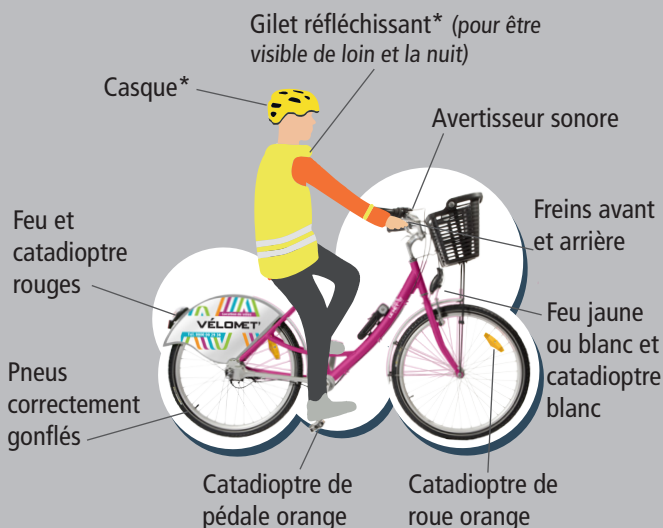 Gilet réfléchissant* (pour être
visible de loin et la nuit)
Casque*
Avertisseur sonore
Feu et
catadioptre
rouges
Freins avant
et arrière
VÉLOMET'
Feu jaune
ou blanc et
catadioptre
blanc
Pneus
correctement
gonflés
Catadioptre de
pédale orange
Catadioptre de
roue orange